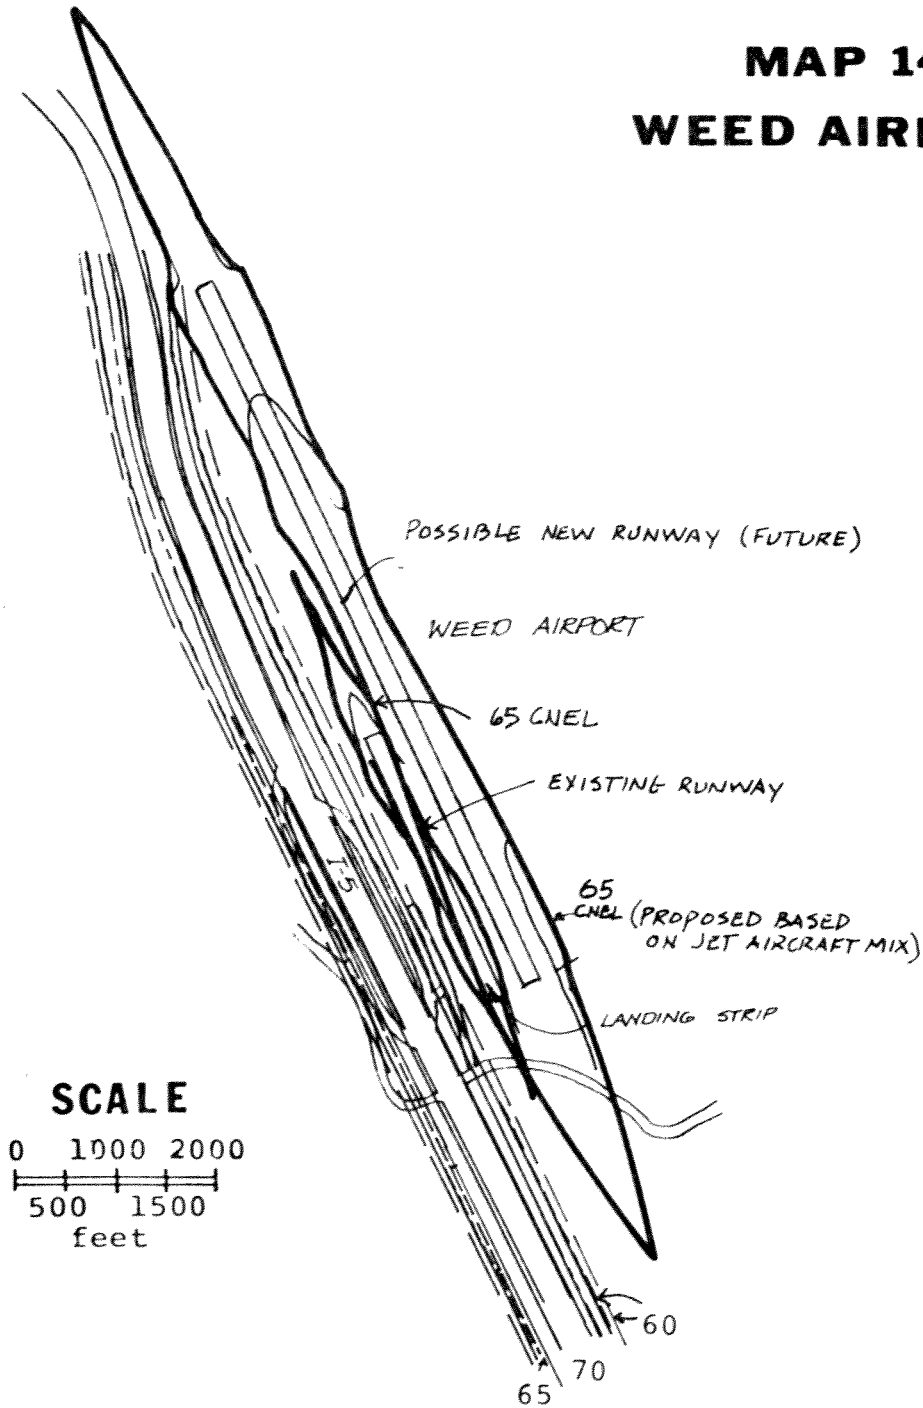 MAP 14
WEED AIR
POSSIBLE NEW RUNWAY (FUTURE)
WEED AIRPORT
65 CNEL
EXISTING RUNWAY
I-5
65
CNEL (PROPOSED BASED
ON JET AIRCRAFT MIX)
LANDING STRIP
SCALE
0 1000 2000
500 1500
feet
60
70
65